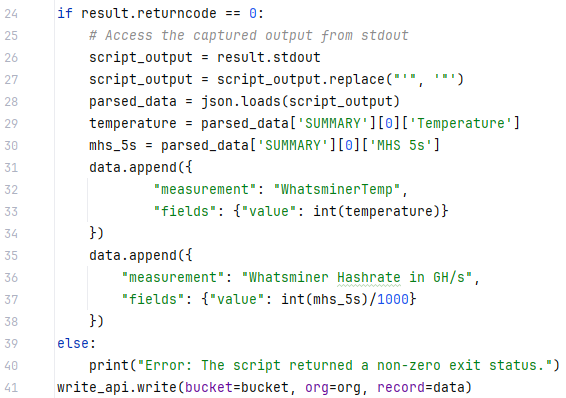 24 if result.returncode == 0:
25     # Access the captured output from stdout
26     script_output = result.stdout
27     script_output = script_output.replace("'", '"')
28     parsed_data = json.loads(script_output)
29     temperature = parsed_data['SUMMARY'][0]['Temperature']
30     mhs_5s = parsed_data['SUMMARY'][0]['MHS 5s']
31     data.append({
32             "measurement": "WhatsminerTemp",
33             "fields": {"value": int(temperature)}
34     })
35     data.append({
36         "measurement": "Whatsminer Hashrate in GH/s",
37         "fields": {"value": int(mhs_5s)/1000}
38     })
39 else:
40     print("Error: The script returned a non-zero exit status.")
41 write_api.write(bucket=bucket, org=org, record=data)